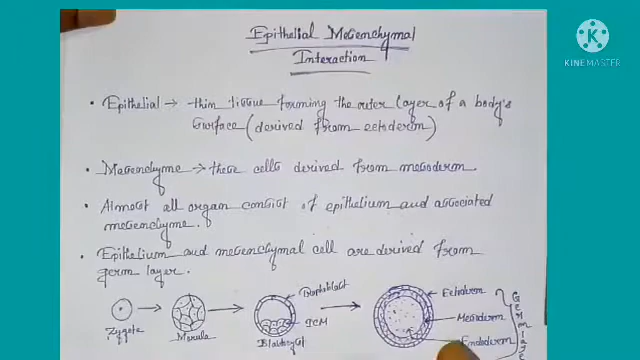 Epithelial Mesenchymal
Interaction
• Epithelial → thin tissue forming the outer layer of a body's
surface (derived from ectoderm)
• Mesenchyme → these cells derived from mesoderm.
• Almost all organ consist of epithelium and associated
mesenchyme.
• Epithelium and mesenchymal cell are derived from
germ layer.
Zygote
Morula
Blastocyst
ICM
Ectoderm
Mesoderm
Endoderm
K
KINEMASTER